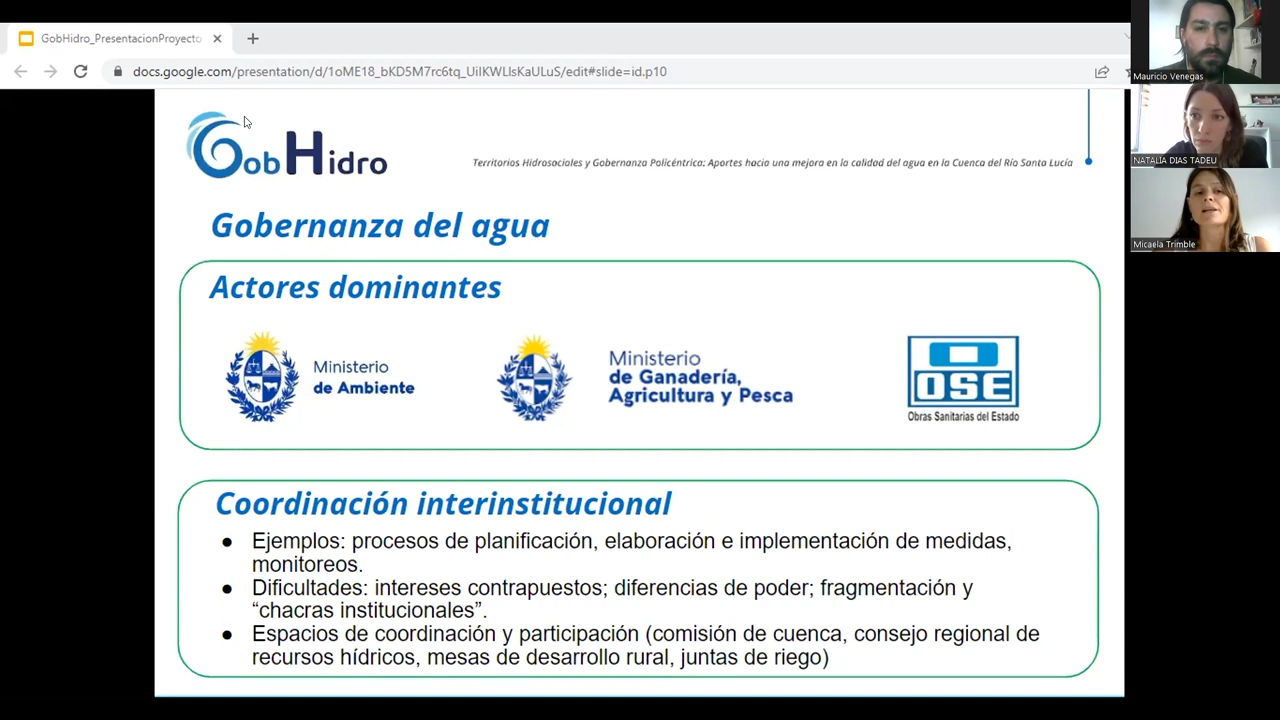 GobHidro_PresentacionProyecto
docs.google.com/presentation/d/1oME18_bKD5M7rc6tq_UiIKWLlsKaULuS/edit#slide=id.p10
GobHidro
Territorios Hidrosociales y Gobernanza Policéntrica: Aportes hacia una mejora en la calidad del agua en la Cuenca del Río Santa Lucía
Gobernanza del agua
Actores dominantes
Ministerio
de Ambiente
Ministerio
de Ganadería,
Agricultura y Pesca
OSE
Obras Sanitarias del Estado
Coordinación interinstitucional
● Ejemplos: procesos de planificación, elaboración e implementación de medidas,
monitoreos.
● Dificultades: intereses contrapuestos; diferencias de poder; fragmentación y
“chacras institucionales”.
● Espacios de coordinación y participación (comisión de cuenca, consejo regional de
recursos hídricos, mesas de desarrollo rural, juntas de riego)
Mauricio Venegas
NATALIA DIAS TADEU
Micaela Trimble